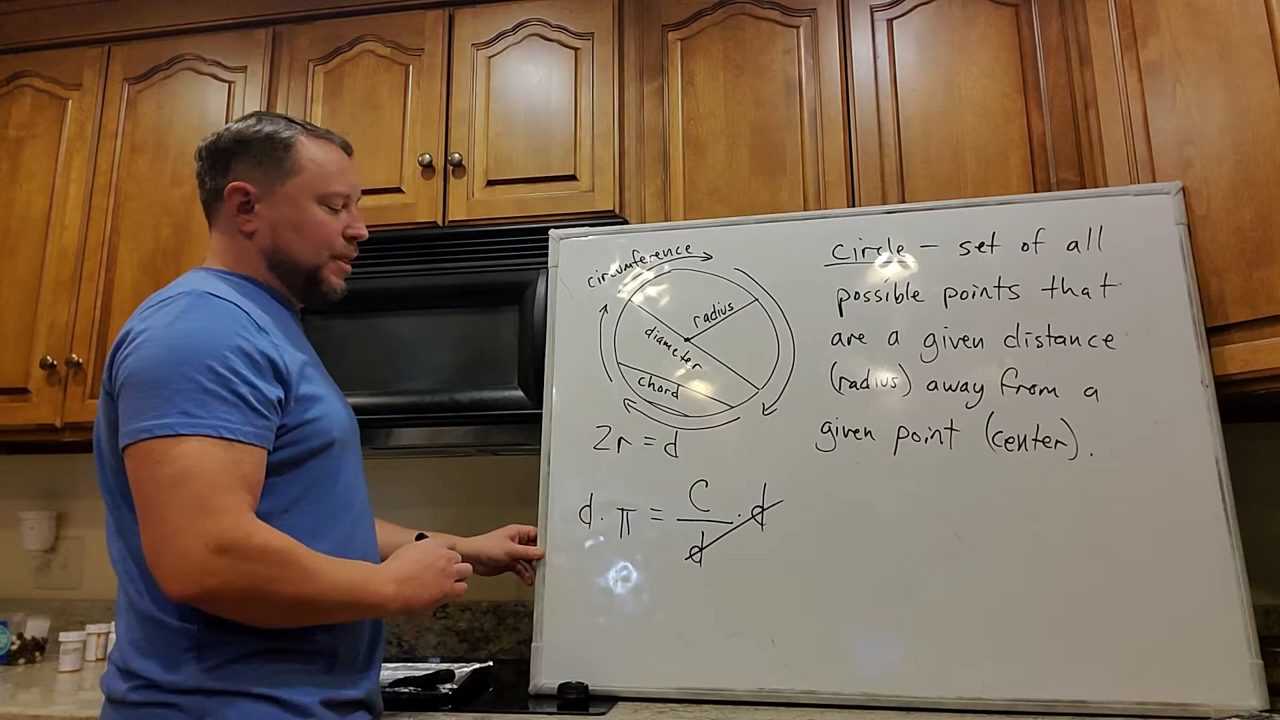 circumference
radius
diameter
chord
2r = d
d · π = C/d · d
circle – set of all
possible points that
are a given distance
(radius) away from a
given point (center).